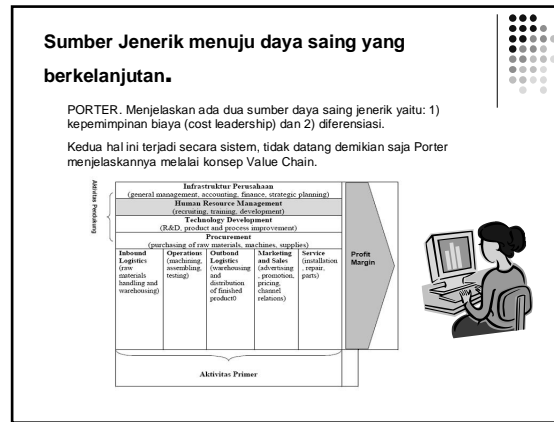 Sumber Jenerik menuju daya saing yang
berkelanjutan.
PORTER. Menjelaskan ada dua sumber daya saing jenerik yaitu: 1)
kepemimpinan biaya (cost leadership) dan 2) diferensiasi.
Kedua hal ini terjadi secara sistem, tidak datang demikian saja Porter
menjelaskannya melalai konsep Value Chain.
Aktivitas Pendukung
Infrastruktur Perusahaan
(general management, accounting, finance, strategic planning)
Human Resource Management
(recruiting, training, development)
Technology Development
(R&D, product and process improvement)
Procurement
(purchasing of raw materials, machines, supplies)
Inbound
Logistics
(raw
materials
handling and
warehousing)
Operations
(machining,
assembling,
testing)
Outbond
Logistics
(warehousing
and
distribution
of finished
product0
Marketing
and Sales
(advertising
, promotion,
pricing,
channel
relations)
Service
(installation
, repair,
parts)
Profit
Margin
Aktivitas Primer